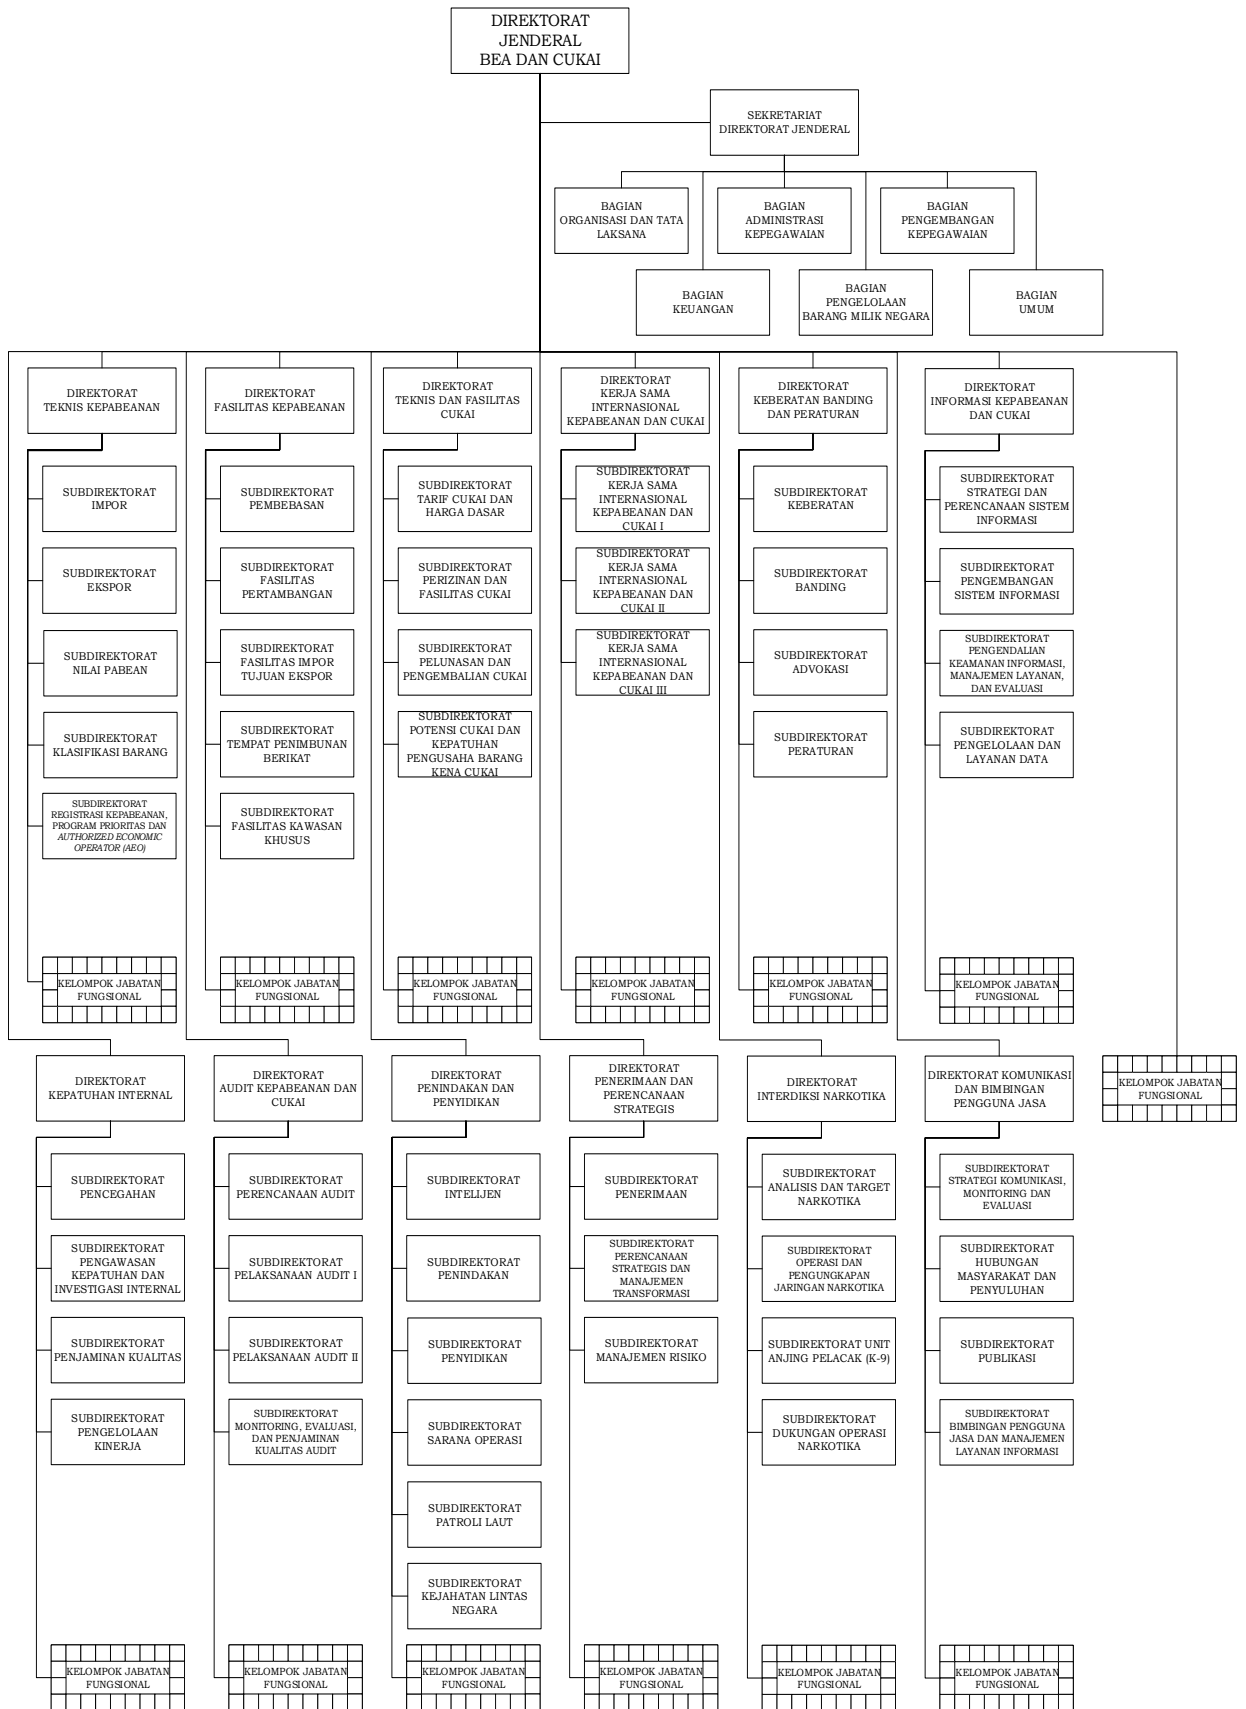 DIREKTORAT
JENDERAL
BEA DAN CUKAI
SEKRETARIAT
DIREKTORAT JENDERAL
BAGIAN
ORGANISASI DAN TATA
LAKSANA
BAGIAN
ADMINISTRASI
KEPEGAWAIAN
BAGIAN
PENGEMBANGAN
KEPEGAWAIAN
BAGIAN
KEUANGAN
BAGIAN
PENGELOLAAN
BARANG MILIK NEGARA
BAGIAN
UMUM
DIREKTORAT
TEKNIS KEPABEANAN
DIREKTORAT
FASILITAS KEPABEANAN
DIREKTORAT
TEKNIS DAN FASILITAS
CUKAI
DIREKTORAT
KERJA SAMA
INTERNASIONAL
KEPABEANAN DAN CUKAI
DIREKTORAT
KEBERATAN BANDING
DAN PERATURAN
DIREKTORAT
INFORMASI KEPABEANAN
DAN CUKAI
SUBDIREKTORAT
IMPOR
SUBDIREKTORAT
PEMBEBASAN
SUBDIREKTORAT
TARIF CUKAI DAN
HARGA DASAR
SUBDIREKTORAT
KERJA SAMA
INTERNASIONAL
KEPABEANAN DAN
CUKAI I
SUBDIREKTORAT
KEBERATAN
SUBDIREKTORAT
STRATEGI DAN
PERENCANAAN SISTEM
INFORMASI
SUBDIREKTORAT
EKSPOR
SUBDIREKTORAT
FASILITAS
PERTAMBANGAN
SUBDIREKTORAT
PERIZINAN DAN
FASILITAS CUKAI
SUBDIREKTORAT
KERJA SAMA
INTERNASIONAL
KEPABEANAN DAN
CUKAI II
SUBDIREKTORAT
BANDING
SUBDIREKTORAT
PENGEMBANGAN
SISTEM INFORMASI
SUBDIREKTORAT
NILAI PABEAN
SUBDIREKTORAT
FASILITAS IMPOR
TUJUAN EKSPOR
SUBDIREKTORAT
PELUNASAN DAN
PENGEMBALIAN CUKAI
SUBDIREKTORAT
KERJA SAMA
INTERNASIONAL
KEPABEANAN DAN
CUKAI III
SUBDIREKTORAT
ADVOKASI
SUBDIREKTORAT
PENGENDALIAN
KEAMANAN INFORMASI,
MANAJEMEN LAYANAN,
DAN EVALUASI
SUBDIREKTORAT
KLASIFIKASI BARANG
SUBDIREKTORAT
TEMPAT PENIMBUNAN
BERIKAT
SUBDIREKTORAT
POTENSI CUKAI DAN
KEPATUHAN
PENGUSAHA BARANG
KENA CUKAI
SUBDIREKTORAT
PERATURAN
SUBDIREKTORAT
PENGELOLAAN DAN
LAYANAN DATA
SUBDIREKTORAT
REGISTRASI KEPABEANAN,
PROGRAM PRIORITAS DAN
AUTHORIZED ECONOMIC
OPERATOR (AEO)
SUBDIREKTORAT
FASILITAS KAWASAN
KHUSUS
KELOMPOK JABATAN
FUNGSIONAL
KELOMPOK JABATAN
FUNGSIONAL
KELOMPOK JABATAN
FUNGSIONAL
KELOMPOK JABATAN
FUNGSIONAL
KELOMPOK JABATAN
FUNGSIONAL
KELOMPOK JABATAN
FUNGSIONAL
DIREKTORAT
KEPATUHAN INTERNAL
DIREKTORAT
AUDIT KEPABEANAN DAN
CUKAI
DIREKTORAT
PENINDAKAN DAN
PENYIDIKAN
DIREKTORAT
PENERIMAAN DAN
PERENCANAAN
STRATEGIS
DIREKTORAT
INTERDIKSI NARKOTIKA
DIREKTORAT KOMUNIKASI
DAN BIMBINGAN
PENGGUNA JASA
KELOMPOK JABATAN
FUNGSIONAL
SUBDIREKTORAT
PENCEGAHAN
SUBDIREKTORAT
PERENCANAAN AUDIT
SUBDIREKTORAT
INTELIJEN
SUBDIREKTORAT
PENERIMAAN
SUBDIREKTORAT
ANALISIS DAN TARGET
NARKOTIKA
SUBDIREKTORAT
STRATEGI KOMUNIKASI,
MONITORING DAN
EVALUASI
SUBDIREKTORAT
PENGAWASAN
KEPATUHAN DAN
INVESTIGASI INTERNAL
SUBDIREKTORAT
PELAKSANAAN AUDIT I
SUBDIREKTORAT
PENINDAKAN
SUBDIREKTORAT
PERENCANAAN
STRATEGIS DAN
MANAJEMEN
TRANSFORMASI
SUBDIREKTORAT
OPERASI DAN
PENGUNGKAPAN
JARINGAN NARKOTIKA
SUBDIREKTORAT
HUBUNGAN
MASYARAKAT DAN
PENYULUHAN
SUBDIREKTORAT
PENJAMINAN KUALITAS
SUBDIREKTORAT
PELAKSANAAN AUDIT II
SUBDIREKTORAT
PENYIDIKAN
SUBDIREKTORAT
MANAJEMEN RISIKO
SUBDIREKTORAT UNIT
ANJING PELACAK (K-9)
SUBDIREKTORAT
PUBLIKASI
SUBDIREKTORAT
PENGELOLAAN
KINERJA
SUBDIREKTORAT
MONITORING, EVALUASI,
DAN PENJAMINAN
KUALITAS AUDIT
SUBDIREKTORAT
SARANA OPERASI
SUBDIREKTORAT
DUKUNGAN OPERASI
NARKOTIKA
SUBDIREKTORAT
BIMBINGAN PENGGUNA
JASA DAN MANAJEMEN
LAYANAN INFORMASI
SUBDIREKTORAT
PATROLI LAUT
SUBDIREKTORAT
KEJAHATAN LINTAS
NEGARA
KELOMPOK JABATAN
FUNGSIONAL
KELOMPOK JABATAN
FUNGSIONAL
KELOMPOK JABATAN
FUNGSIONAL
KELOMPOK JABATAN
FUNGSIONAL
KELOMPOK JABATAN
FUNGSIONAL
KELOMPOK JABATAN
FUNGSIONAL